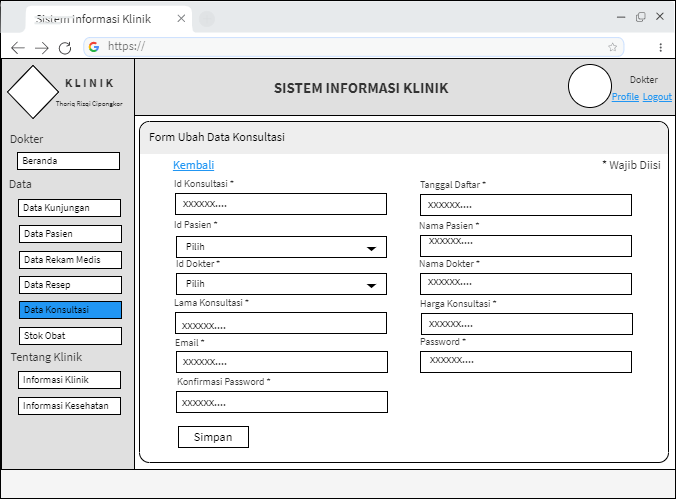 Sistem informasi Klinik
https://
KLINIK
Thoriq Rizqi Cipongkor
SISTEM INFORMASI KLINIK
Dokter
Profile Logout
Dokter
Beranda
Data
Data Kunjungan
Data Pasien
Data Rekam Medis
Data Resep
Data Konsultasi
Stok Obat
Tentang Klinik
Informasi Klinik
Informasi Kesehatan
Form Ubah Data Konsultasi
Kembali
* Wajib Diisi
Id Konsultasi *
xxxxxx....
Tanggal Daftar *
xxxxxx....
Id Pasien *
Pilih
Nama Pasien *
xxxxxx....
Id Dokter *
Pilih
Nama Dokter *
xxxxxx....
Lama Konsultasi *
xxxxxx....
Harga Konsultasi *
xxxxxx....
Email *
xxxxxx....
Password *
xxxxxx....
Konfirmasi Password *
xxxxxx....
Simpan